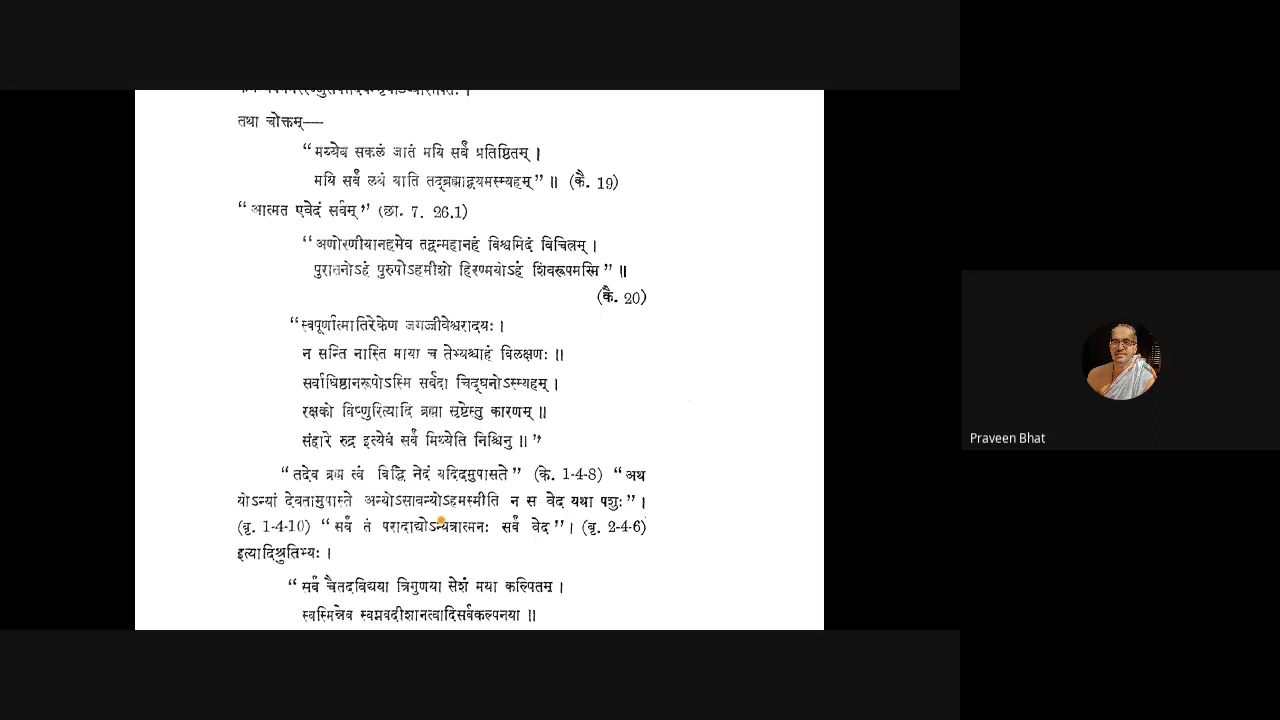 तथा चोक्तम्—
“मय्येव सकलं जातं मयि सर्वं प्रतिष्ठितम् ।
मयि सर्वं लयं याति तद्ब्रह्माद्वयमस्म्यहम्” ॥ (कै. 19)
“आत्मत एवेदं सर्वम्” (छा. 7. 26.1)
“अणोरणीयानहमेव तद्वन्महानहं विश्वमिदं विचित्रम् ।
पुरातनोऽहं पुरुषोऽहमीशो हिरण्मयोऽहं शिवरूपमस्मि” ॥
(कै. 20)
“स्वपूर्णात्मातिरेकेण जगज्जीवेश्वरादयः ।
न सन्ति नास्ति माया च तेभ्यश्चाहं विलक्षणः ॥
सर्वाधिष्ठानरूपोऽस्मि सर्वदा चिद्घनोऽस्म्यहम् ।
रक्षको विष्णुरित्यादि ब्रह्मा सृष्टेस्तु कारणम् ॥
संहारे रुद्र इत्येवं सर्वं मिथ्येति निश्चिनु ॥”
“तदेव ब्रह्म त्वं विद्धि नेदं यदिदमुपासते” (के. 1-4-8) “अथ
योऽन्यां देवतामुपास्ते अन्योऽसावन्योऽहमस्मीति न स वेद यथा पशुः” ।
(बृ. 1-4-10) “सर्वं तं परादाद्योऽन्यत्रात्मनः सर्वं वेद” । (बृ. 2-4-6)
इत्यादिश्रुतिभ्यः ।
“सर्वं चैतदविद्यया त्रिगुणया सेशं मया कल्पितम् ।
स्वस्मिन्नेव स्वप्नवदीशानत्वादिसर्वकल्पनया ॥
Praveen Bhat